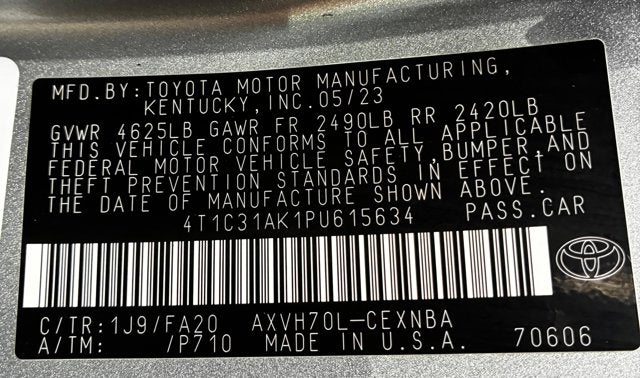 MFD.BY:TOYOTA MOTOR MANUFACTURING,
KENTUCKY, INC.05/23
GVWR 4625LB GAWR FR 2490LB RR 2420LB
THIS VEHICLE CONFORMS TO ALL APPLICABLE
FEDERAL MOTOR VEHICLE SAFETY,BUMPER,AND
THEFT PREVENTION STANDARDS IN EFFECT ON
THE DATE OF MANUFACTURE SHOWN ABOVE.
4T1C31AK1PU615634 PASS.CAR
C/TR:1J9/FA20 AXVH70L-CEXNBA
A/TM: /P710 MADE IN U.S.A. 70606